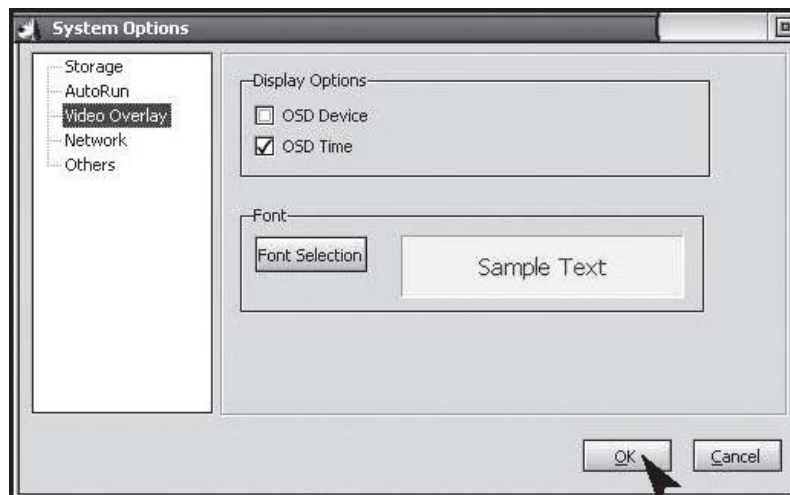 System Options
Storage
AutoRun
Video Overlay
Network
Others
Display Options
OSD Device
OSD Time
Font
Font Selection
Sample Text
OK
Cancel